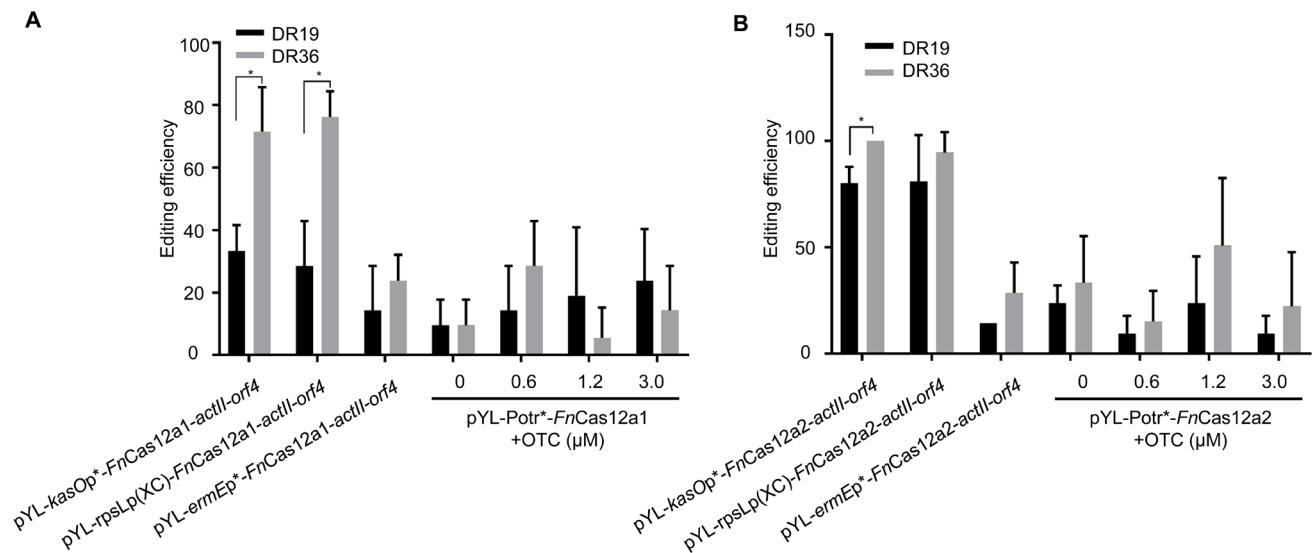 A
DR19
DR36
Editing efficiency
100
80
60
40
20
0
*
*
pYL-kasOp*-FnCas12a1-actII-orf4
pYL-rpsLp(XC)-FnCas12a1-actII-orf4
pYL-ermEp*-FnCas12a1-actII-orf4
0 0.6 1.2 3.0
pYL-Potr*-FnCas12a1
+OTC (µM)
B
DR19
DR36
Editing efficiency
150
100
50
0
*
pYL-kasOp*-FnCas12a2-actII-orf4
pYL-rpsLp(XC)-FnCas12a2-actII-orf4
pYL-ermEp*-FnCas12a2-actII-orf4
0 0.6 1.2 3.0
pYL-Potr*-FnCas12a2
+OTC (µM)